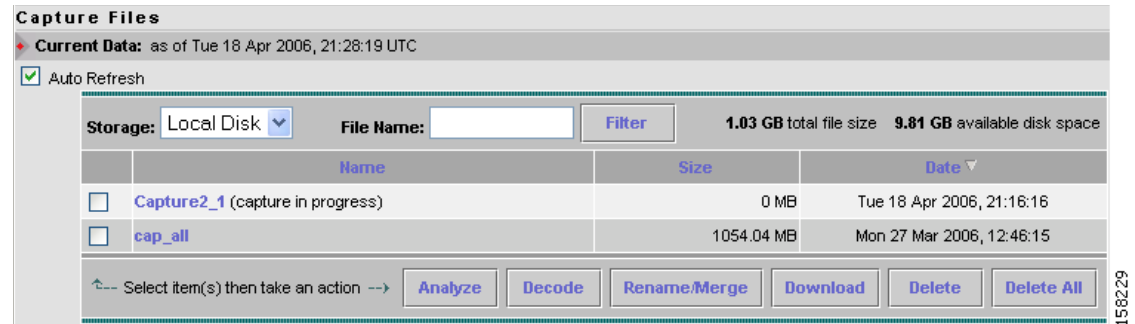 Capture Files
Current Data: as of Tue 18 Apr 2006, 21:28:19 UTC
Auto Refresh
Storage: Local Disk File Name: Filter 1.03 GB total file size 9.81 GB available disk space
Name Size Date
Capture2_1 (capture in progress) 0 MB Tue 18 Apr 2006, 21:16:16
cap_all 1054.04 MB Mon 27 Mar 2006, 12:46:15
Select item(s) then take an action --> Analyze Decode Rename/Merge Download Delete Delete All
158229